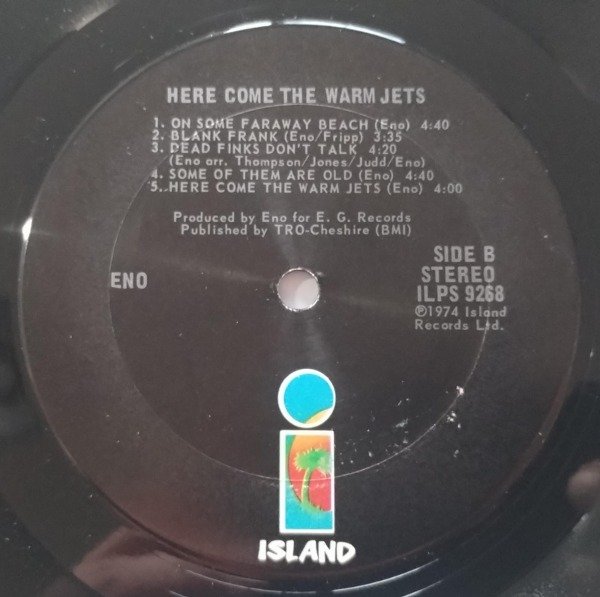 HERE COME THE WARM JETS
1. ON SOME FARAWAY BEACH (Eno) 4:40
2. BLANK FRANK (Eno/Fripp) 3:35
3. DEAD FINKS DON'T TALK 4:20
(Eno arr. Thompson/Jones/Judd/Eno)
4. SOME OF THEM ARE OLD (Eno) 4:40
5. HERE COME THE WARM JETS (Eno) 4:00
Produced by Eno for E. G. Records
Published by TRO-Cheshire (BMI)
ENO
SIDE B
STEREO
ILPS 9268
℗1974 Island
Records Ltd.
i
ISLAND